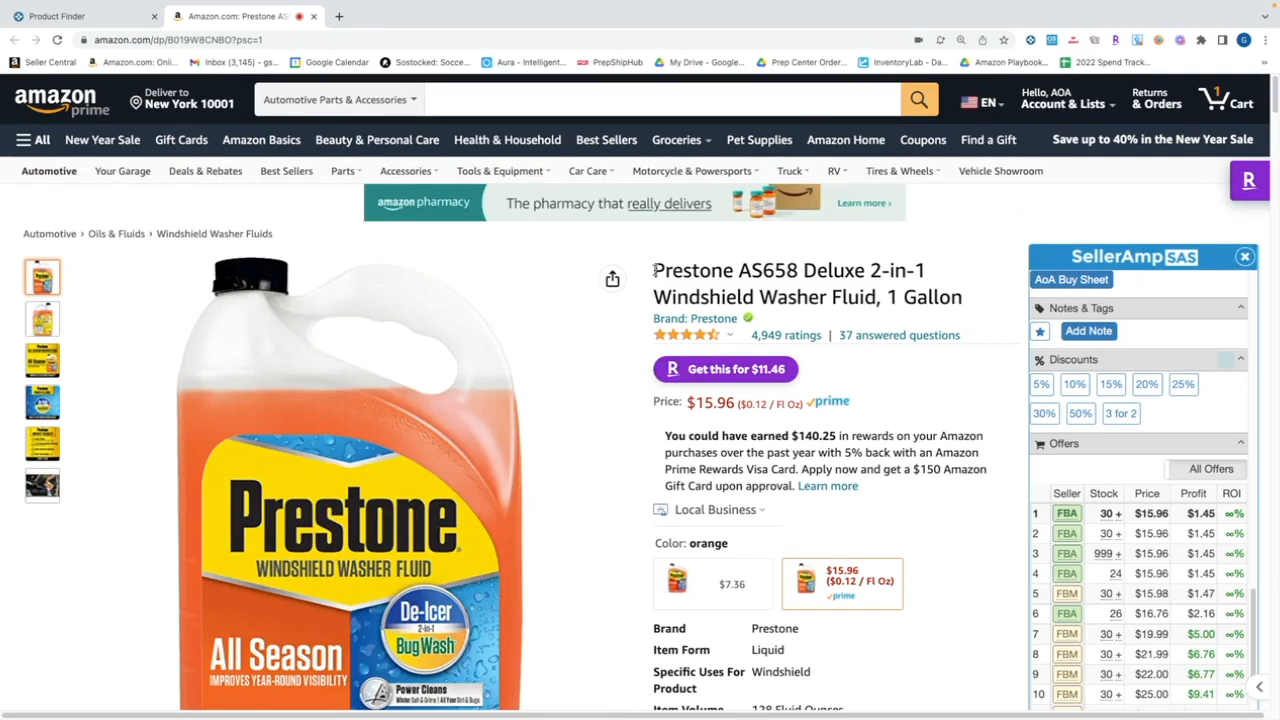 Product Finder
Amazon.com: Prestone AS
amazon.com/dp/B019W8CNBO?psc=1
Seller Central
Amazon.com: Onli...
Inbox (3,145) - gs...
Google Calendar
Sostocked: Socce...
Aura - Intelligent...
PrepShipHub
My Drive - Google...
Prep Center Order...
InventoryLab - Da...
Amazon Playbook...
2022 Spend Track...
amazon
prime
Deliver to
New York 10001
Automotive Parts & Accessories
EN
Hello, AOA
Account & Lists
Returns
& Orders
1
Cart
All
New Year Sale
Gift Cards
Amazon Basics
Beauty & Personal Care
Health & Household
Best Sellers
Groceries
Pet Supplies
Amazon Home
Coupons
Find a Gift
Save up to 40% in the New Year Sale
Automotive
Your Garage
Deals & Rebates
Best Sellers
Parts
Accessories
Tools & Equipment
Car Care
Motorcycle & Powersports
Truck
RV
Tires & Wheels
Vehicle Showroom
amazon pharmacy
The pharmacy that really delivers
Learn more ›
Automotive › Oils & Fluids › Windshield Washer Fluids
Prestone
WINDSHIELD WASHER FLUID
De-Icer
2-in-1
BugWash
All Season
IMPROVES YEAR-ROUND VISIBILITY
Power Cleans
Prestone AS658 Deluxe 2-in-1
Windshield Washer Fluid, 1 Gallon
Brand: Prestone
4,949 ratings | 37 answered questions
R Get this for $11.46
Price: $15.96 ($0.12 / Fl Oz) prime
You could have earned $140.25 in rewards on your Amazon
purchases over the past year with 5% back with an Amazon
Prime Rewards Visa Card. Apply now and get a $150 Amazon
Gift Card upon approval. Learn more
Local Business
Color: orange
$7.36
$15.96
($0.12 / Fl Oz)
prime
Brand Prestone
Item Form Liquid
Specific Uses For Windshield
Product
Item Volume 128 Fluid Ounces
R
SellerAmp SAS
AoA Buy Sheet
Notes & Tags
Add Note
Discounts
5% 10% 15% 20% 25%
30% 50% 3 for 2
Offers
All Offers
Seller Stock Price Profit ROI
1 FBA 30 + $15.96 $1.45 ∞%
2 FBA 30 + $15.96 $1.45 ∞%
3 FBA 999 + $15.96 $1.45 ∞%
4 FBA 24 $15.96 $1.45 ∞%
5 FBM 30 + $15.98 $1.47 ∞%
6 FBA 26 $16.76 $2.16 ∞%
7 FBM 30 + $19.99 $5.00 ∞%
8 FBM 30 + $21.99 $6.76 ∞%
9 FBM 30 + $22.00 $6.77 ∞%
10 FBM 30 + $25.00 $9.41 ∞%